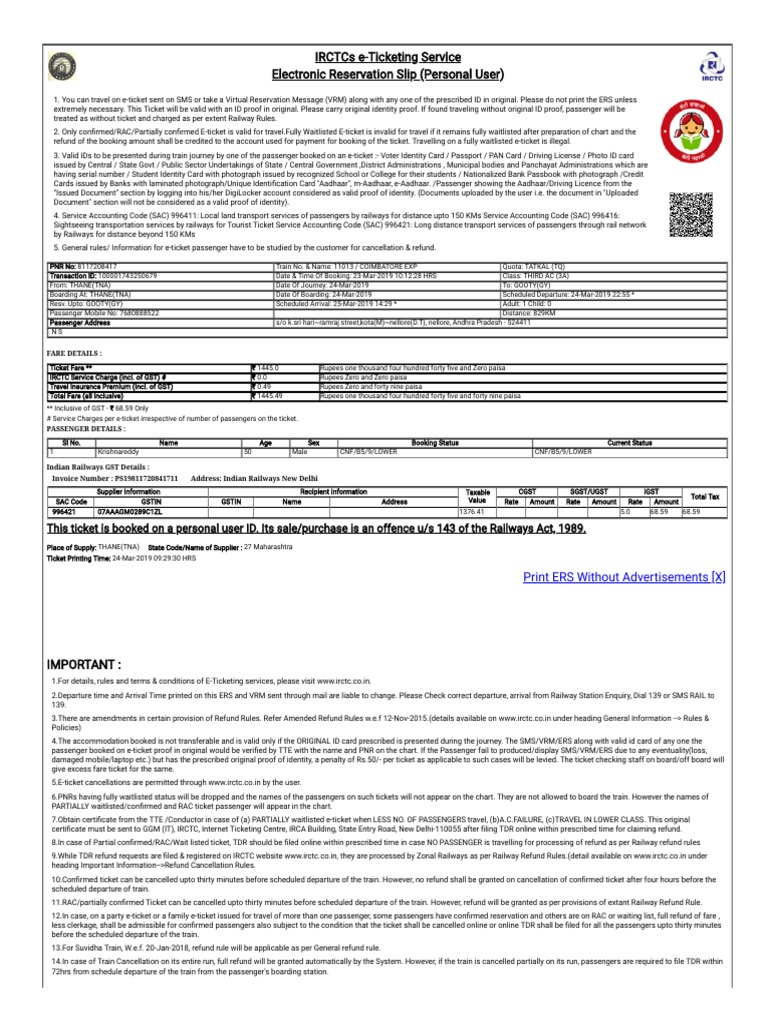 IRCTCs e-Ticketing Service
Electronic Reservation Slip (Personal User)
IRCTC
1. You can travel on e-ticket sent on SMS or take a Virtual Reservation Message (VRM) along with any one of the prescribed ID in original. Please do not print the ERS unless
extremely necessary. This Ticket will be valid with an ID proof in original. Please carry original identity proof. If found traveling without original ID proof, passenger will be
treated as without ticket and charged as per extant Railway Rules.
2. Only confirmed/RAC/Partially confirmed E-ticket is valid for travel.Fully Waitlisted E-ticket is invalid for travel if it remains fully waitlisted after preparation of chart and the
refund of the booking amount shall be credited to the account used for payment for booking of the ticket. Travelling on a fully waitlisted e-ticket is illegal.
3. Valid IDs to be presented during train journey by one of the passenger booked on an e-ticket :- Voter Identity Card / Passport / PAN Card / Driving License / Photo ID card
issued by Central / State Govt / Public Sector Undertakings of State / Central Government ,District Administrations , Municipal bodies and Panchayat Administrations which are
having serial number / Student Identity Card with photograph issued by recognized School or College for their students / Nationalized Bank Passbook with photograph /Credit
Cards issued by Banks with laminated photograph/Unique Identification Card "Aadhaar", m-Aadhaar, e-Aadhaar. /Passenger showing the Aadhaar/Driving Licence from the
"Issued Document" section by logging into his/her DigiLocker account considered as valid proof of identity. (Documents uploaded by the user i.e. the document in "Uploaded
Document" section will not be considered as a valid proof of identity).
4. Service Accounting Code (SAC) 996411: Local land transport services of passengers by railways for distance upto 150 KMs Service Accounting Code (SAC) 996416:
Sightseeing transportation services by railways for Tourist Ticket Service Accounting Code (SAC) 996421: Long distance transport services of passengers through rail network
by Railways for distance beyond 150 KMs
5. General rules/ Information for e-ticket passenger have to be studied by the customer for cancellation & refund.
PNR No: 8117208417 Train No. & Name: 11013 / COIMBATORE EXP Quota: TATKAL (TQ)
Transaction ID: 100001743250679 Date & Time Of Booking: 23-Mar-2019 10:12:28 HRS Class: THIRD AC (3A)
From: THANE(TNA) Date Of Journey: 24-Mar-2019 To: GOOTY(GY)
Boarding At: THANE(TNA) Date Of Boarding: 24-Mar-2019 Scheduled Departure: 24-Mar-2019 22:55 *
Resv. Upto: GOOTY(GY) Scheduled Arrival: 25-Mar-2019 14:29 * Adult: 1 Child: 0
Passenger Mobile No: 7680888522 Distance: 829KM
Passenger Address s/o k.sri hari~ramraj street,kota(M)~nellore(D.T), nellore, Andhra Pradesh - 524411
N S
FARE DETAILS :
Ticket Fare ** ₹ 1445.0 Rupees one thousand four hundred forty five and Zero paisa
IRCTC Service Charge (Incl. of GST) # ₹ 0.0 Rupees Zero and Zero paisa
Travel Insurance Premium (Incl. of GST) ₹ 0.49 Rupees Zero and forty nine paisa
Total Fare (all inclusive) ₹ 1445.49 Rupees one thousand four hundred forty five and forty nine paisa
** Inclusive of GST - ₹ 68.59 Only
# Service Charges per e-ticket irrespective of number of passengers on the ticket.
PASSENGER DETAILS :
Sl No. Name Age Sex Booking Status Current Status
1 Krishnareddy 50 Male CNF/B5/9/LOWER CNF/B5/9/LOWER
Indian Railways GST Details :
Invoice Number : PS19811720841711 Address: Indian Railways New Delhi
Supplier Information Recipient Information Taxable Value CGST SGST/UGST IGST Total Tax
SAC Code GSTIN GSTIN Name Address Rate Amount Rate Amount Rate Amount
996421 07AAAGM0289C1ZL 1376.41 5.0 68.59 68.59
This ticket is booked on a personal user ID. Its sale/purchase is an offence u/s 143 of the Railways Act, 1989.
Place of Supply: THANE(TNA) State Code/Name of Supplier : 27 Maharashtra
Ticket Printing Time: 24-Mar-2019 09:29:30 HRS
Print ERS Without Advertisements [X]
IMPORTANT :
1.For details, rules and terms & conditions of E-Ticketing services, please visit www.irctc.co.in.
2.Departure time and Arrival Time printed on this ERS and VRM sent through mail are liable to change. Please Check correct departure, arrival from Railway Station Enquiry, Dial 139 or SMS RAIL to
139.
3.There are amendments in certain provision of Refund Rules. Refer Amended Refund Rules w.e.f 12-Nov-2015.(details available on www.irctc.co.in under heading General Information --> Rules &
Policies)
4.The accommodation booked is not transferable and is valid only if the ORIGINAL ID card prescribed is presented during the journey. The SMS/VRM/ERS along with valid id card of any one the
passenger booked on e-ticket proof in original would be verified by TTE with the name and PNR on the chart. If the Passenger fail to produced/display SMS/VRM/ERS due to any eventuality(loss,
damaged mobile/laptop etc.) but has the prescribed original proof of identity, a penalty of Rs.50/- per ticket as applicable to such cases will be levied. The ticket checking staff on board/off board will
give excess fare ticket for the same.
5.E-ticket cancellations are permitted through www.irctc.co.in by the user.
6.PNRs having fully waitlisted status will be dropped and the names of the passengers on such tickets will not appear on the chart. They are not allowed to board the train. However the names of
PARTIALLY waitlisted/confirmed and RAC ticket passenger will appear in the chart.
7.Obtain certificate from the TTE /Conductor in case of (a) PARTIALLY waitlisted e-ticket when LESS NO. OF PASSENGERS travel, (b)A.C.FAILURE, (c)TRAVEL IN LOWER CLASS. This original
certificate must be sent to GGM (IT), IRCTC, Internet Ticketing Centre, IRCA Building, State Entry Road, New Delhi-110055 after filing TDR online within prescribed time for claiming refund.
8.In case of Partial confirmed/RAC/Wait listed ticket, TDR should be filed online within prescribed time in case NO PASSENGER is travelling for processing of refund as per Railway refund rules
9.While TDR refund requests are filed & registered on IRCTC website www.irctc.co.in, they are processed by Zonal Railways as per Railway Refund Rules.(detail available on www.irctc.co.in under
heading Important Information-->Refund Cancellation Rules.
10.Confirmed ticket can be cancelled upto thirty minutes before scheduled departure of the train. However, no refund shall be granted on cancellation of confirmed ticket after four hours before the
scheduled departure of train.
11.RAC/partially confirmed Ticket can be cancelled upto thirty minutes before scheduled departure of the train. However, refund will be granted as per provisions of extant Railway Refund Rule.
12.In case, on a party e-ticket or a family e-ticket issued for travel of more than one passenger, some passengers have confirmed reservation and others are on RAC or waiting list, full refund of fare ,
less clerkage, shall be admissible for confirmed passengers also subject to the condition that the ticket shall be cancelled online or online TDR shall be filed for all the passengers upto thirty minutes
before the scheduled departure of the train.
13.For Suvidha Train, W.e.f. 20-Jan-2018, refund rule will be applicable as per General refund rule.
14.In case of Train Cancellation on its entire run, full refund will be granted automatically by the System. However, if the train is cancelled partially on its run, passengers are required to file TDR within
72hrs from schedule departure of the train from the passenger's boarding station.